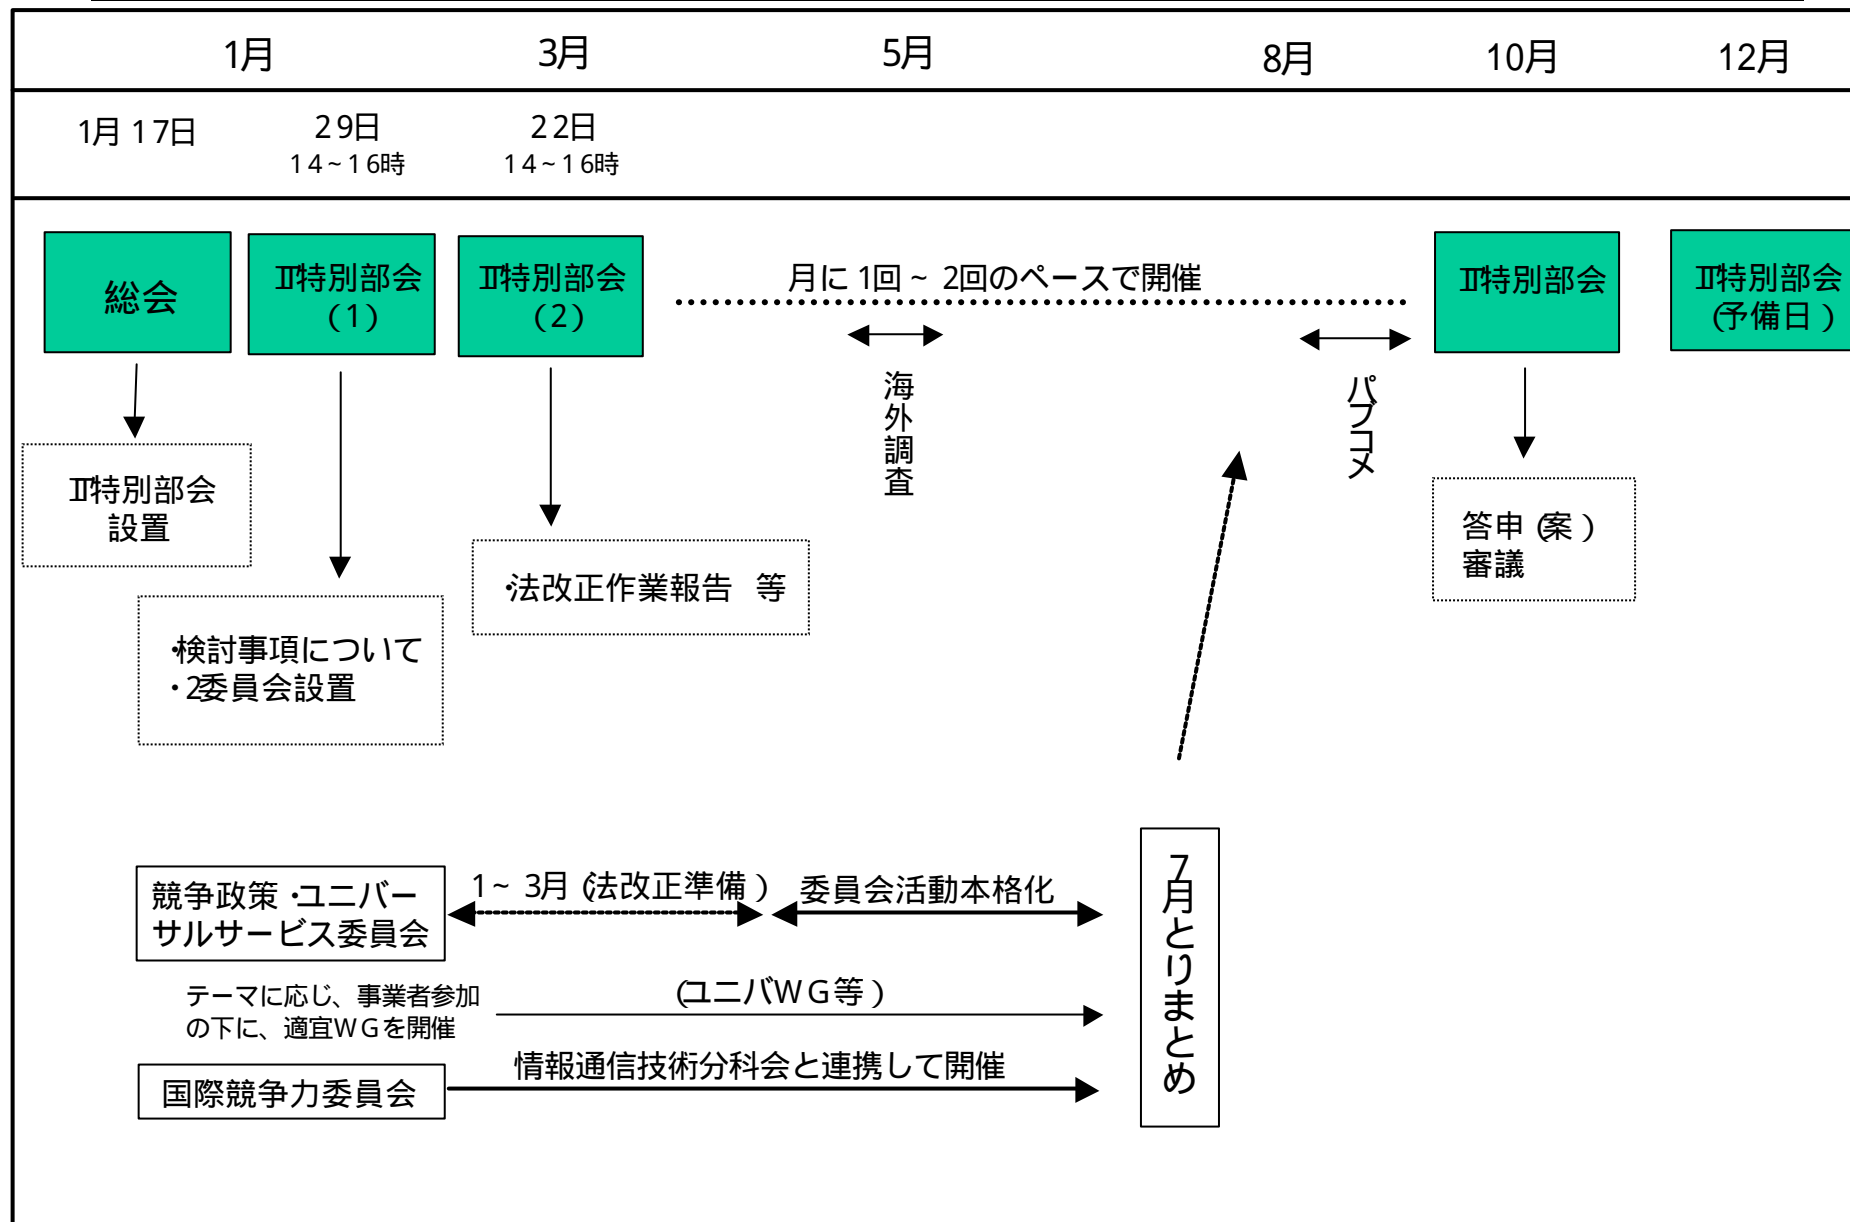 1月
3月
5月
8月
10月
12月
1月17日
29日
14~16時
22日
14~16時
総会
IT特別部会
(1)
IT特別部会
(2)
月に1回~2回のペースで開催
IT特別部会
IT特別部会
(予備日)
海外調査
パブコメ
IT特別部会
設置
・検討事項について
・2委員会設置
・法改正作業報告 等
答申(案)
審議
競争政策・ユニバー
サルサービス委員会
1~3月(法改正準備)
委員会活動本格化
テーマに応じ、事業者参加
の下に、適宜WGを開催
(ユニバWG等)
国際競争力委員会
情報通信技術分科会と連携して開催
7月とりまとめ